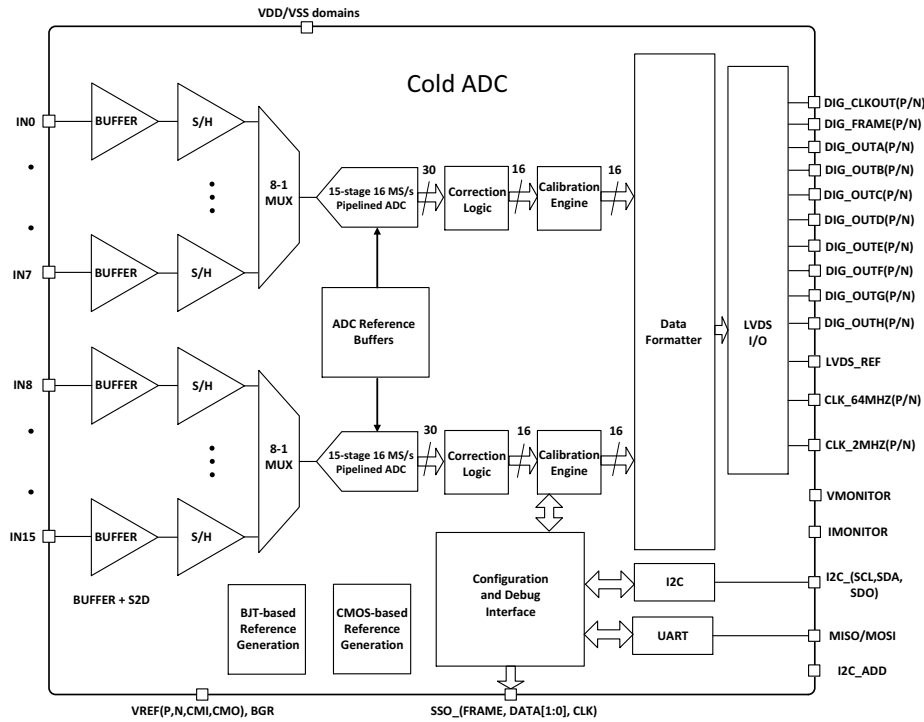 VDD/VSS domains
Cold ADC
IN0
BUFFER
S/H
8-1
MUX
15-stage 16 MS/s
Pipelined ADC
30
Correction
Logic
16
Calibration
Engine
16
IN7
BUFFER
S/H
ADC Reference
Buffers
Data
Formatter
LVDS
I/O
DIG_CLKOUT(P/N)
DIG_FRAME(P/N)
DIG_OUTA(P/N)
DIG_OUTB(P/N)
DIG_OUTC(P/N)
DIG_OUTD(P/N)
DIG_OUTE(P/N)
DIG_OUTF(P/N)
DIG_OUTG(P/N)
DIG_OUTH(P/N)
LVDS_REF
CLK_64MHZ(P/N)
CLK_2MHZ(P/N)
VMONITOR
IMONITOR
I2C_(SCL,SDA,
SDO)
MISO/MOSI
I2C_ADD
IN8
BUFFER
S/H
8-1
MUX
15-stage 16 MS/s
Pipelined ADC
30
Correction
Logic
16
Calibration
Engine
16
IN15
BUFFER
S/H
BUFFER + S2D
BJT-based
Reference
Generation
CMOS-based
Reference
Generation
Configuration
and Debug
Interface
I2C
UART
VREF(P,N,CMI,CMO), BGR
SSO_(FRAME, DATA[1:0], CLK)